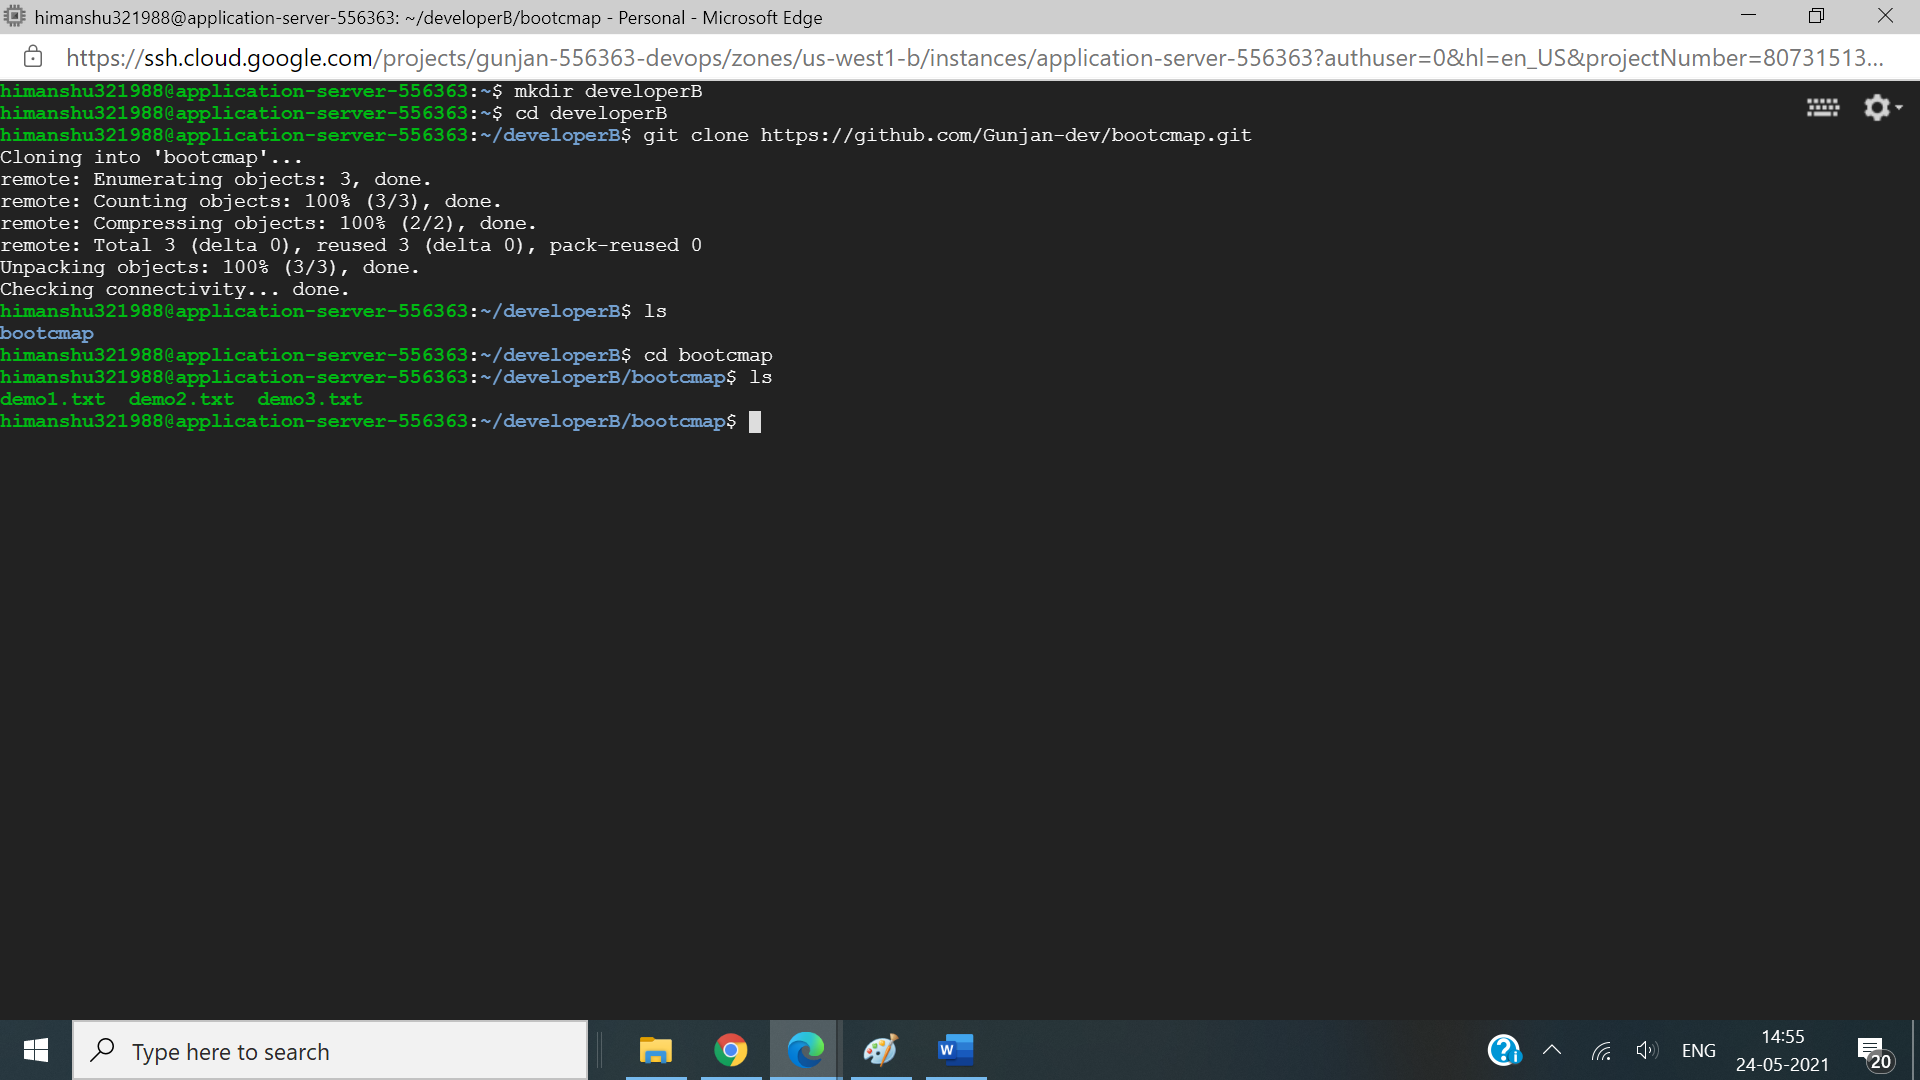 himanshu321988@application-server-556363: ~/developerB/bootcmap - Personal - Microsoft Edge
https://ssh.cloud.google.com/projects/gunjan-556363-devops/zones/us-west1-b/instances/application-server-556363?authuser=0&hl=en_US&projectNumber=80731513...
himanshu321988@application-server-556363:~$ mkdir developerB
himanshu321988@application-server-556363:~$ cd developerB
himanshu321988@application-server-556363:~/developerB$ git clone https://github.com/Gunjan-dev/bootcmap.git
Cloning into 'bootcmap'...
remote: Enumerating objects: 3, done.
remote: Counting objects: 100% (3/3), done.
remote: Compressing objects: 100% (2/2), done.
remote: Total 3 (delta 0), reused 3 (delta 0), pack-reused 0
Unpacking objects: 100% (3/3), done.
Checking connectivity... done.
himanshu321988@application-server-556363:~/developerB$ ls
bootcmap
himanshu321988@application-server-556363:~/developerB$ cd bootcmap
himanshu321988@application-server-556363:~/developerB/bootcmap$ ls
demo1.txt  demo2.txt  demo3.txt
himanshu321988@application-server-556363:~/developerB/bootcmap$
Type here to search
W
ENG
14:55
24-05-2021
20